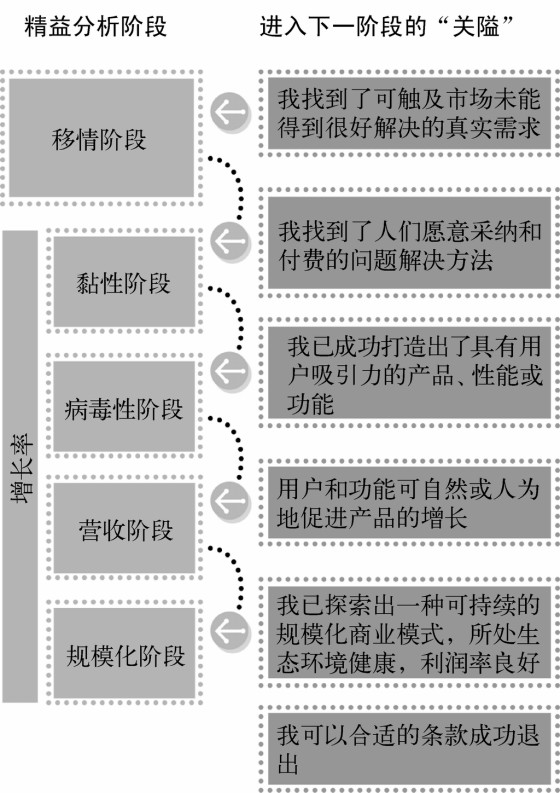 精益分析阶段
进入下一阶段的“关隘”
移情阶段
我找到了可触及市场未能
得到很好解决的真实需求
我找到了人们愿意采纳和
付费的问题解决方法
黏性阶段
我已成功打造出了具有用
户吸引力的产品、性能或
功能
病毒性阶段
增长率
用户和功能可自然或人为
地促进产品的增长
营收阶段
我已探索出一种可持续的
规模化商业模式，所处生
态环境健康，利润率良好
规模化阶段
我可以合适的条款成功退
出